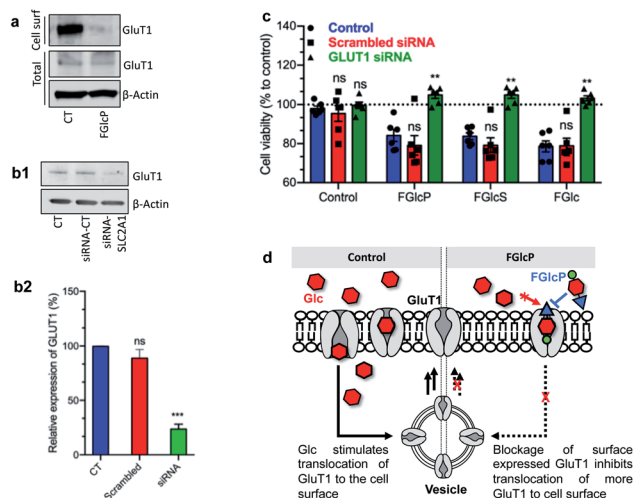 a
Cell surf
GluT1
Total
GluT1
β-Actin
CT
FGlcP
b1
GluT1
β-Actin
CT
siRNA-CT
siRNA-
SLC2A1
b2
Relative expression of GLUT1 (%)
150
100
50
0
ns
***
CT
Scrambled
siRNA
c
Control
Scrambled siRNA
GLUT1 siRNA
Cell viability (% to control)
140
120
100
80
60
ns
ns
ns
**
ns
**
ns
**
Control
FGlcP
FGlcS
FGlc
d
Control
FGlcP
Glc
GluT1
FGlcP
Glc stimulates
translocation of
GluT1 to the cell
surface
Vesicle
Blockage of surface
expressed GluT1 inhibits
translocation of more
GluT1 to cell surface